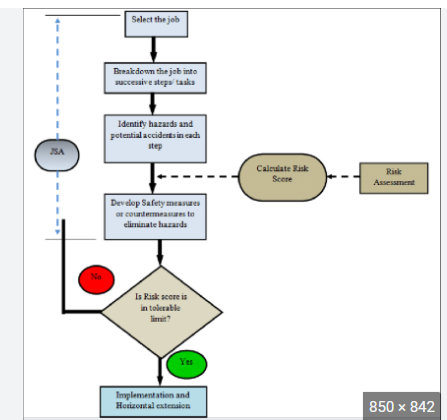 Select the job
Breakdown the job into
successive steps/ tasks
Identify hazards and
potential accidents in each
step
JSA
Calculate Risk
Score
Risk
Assessment
Develop Safety measures
or countermeasures to
eliminate hazards
No
Is Risk score is
in tolerable
limit?
Yes
Implementation and
Horizontal extension
850 × 842